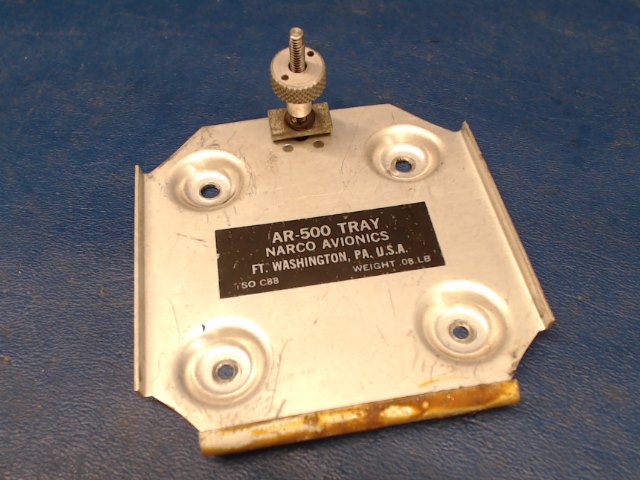 AR-500 TRAY
NARCO AVIONICS
FT. WASHINGTON, PA. U.S.A.
TSO C88 WEIGHT .08 LB